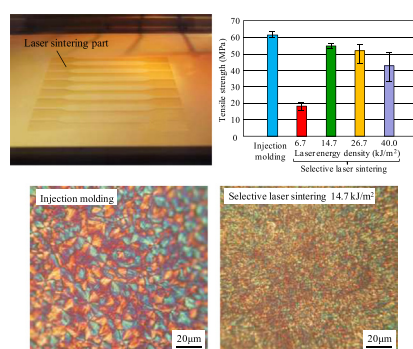 Laser sintering part
Tensile strength (MPa)
70
60
50
40
30
20
10
0
Injection
molding
6.7 14.7 26.7 40.0
Laser energy density (kJ/m²)
Selective laser sintering
Injection molding
20μm
Selective laser sintering 14.7 kJ/m²
20μm